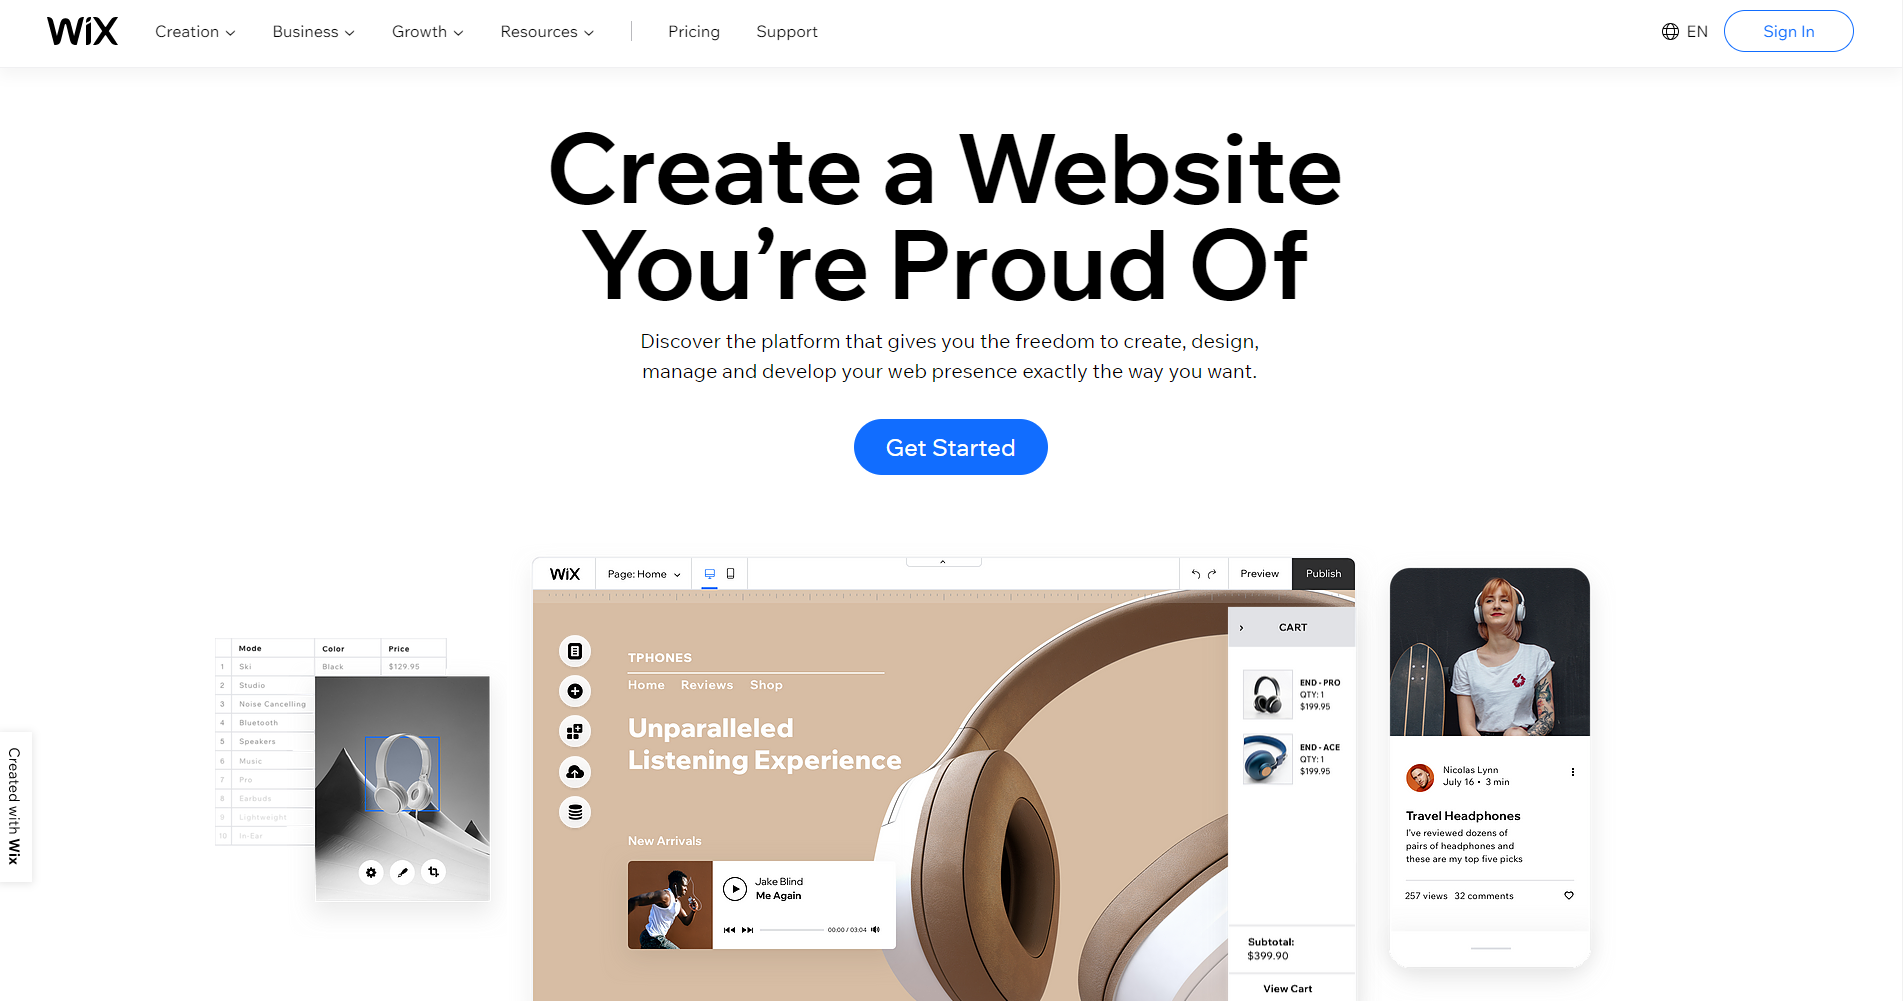 WiX
Creation
Business
Growth
Resources
Pricing
Support
EN
Sign In
Create a Website
You're Proud Of
Discover the platform that gives you the freedom to create, design,
manage and develop your web presence exactly the way you want.
Get Started
Created with Wix
Mode Color Price
1 Ski Black $129.95
2 Studio
3 Noise Cancelling
4 Bluetooth
5 Speakers
6 Music
7 Pro
8 Earbuds
9 Lightweight
10 In-Ear
WiX
Page: Home
Preview
Publish
TPHONES
Home Reviews Shop
Unparalleled
Listening Experience
New Arrivals
Jake Blind
Me Again
00:00 / 03:04
CART
END - PRO
QTY: 1
$199.95
END - ACE
QTY: 1
$199.95
Subtotal:
$399.90
View Cart
Nicolas Lynn
July 16 • 3 min
Travel Headphones
I've reviewed dozens of
pairs of headphones and
these are my top five picks
257 views 32 comments